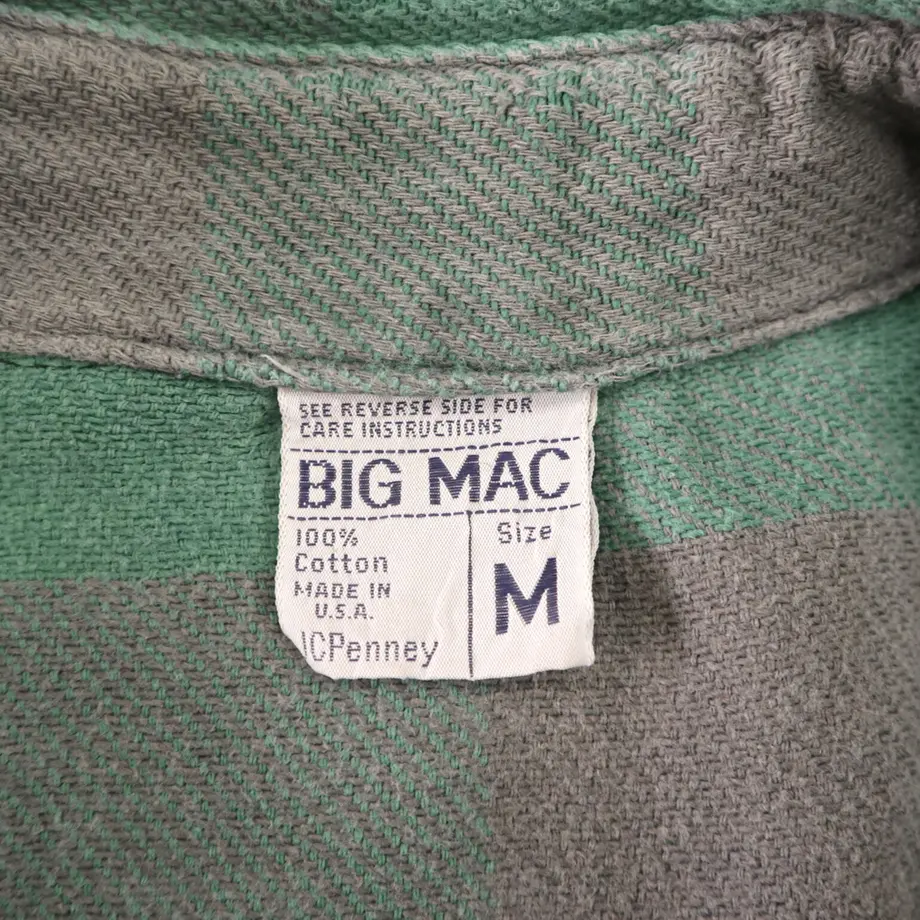 SEE REVERSE SIDE FOR
CARE INSTRUCTIONS
BIG MAC
100%
Cotton
MADE IN
U.S.A.
JCPenney
Size
M